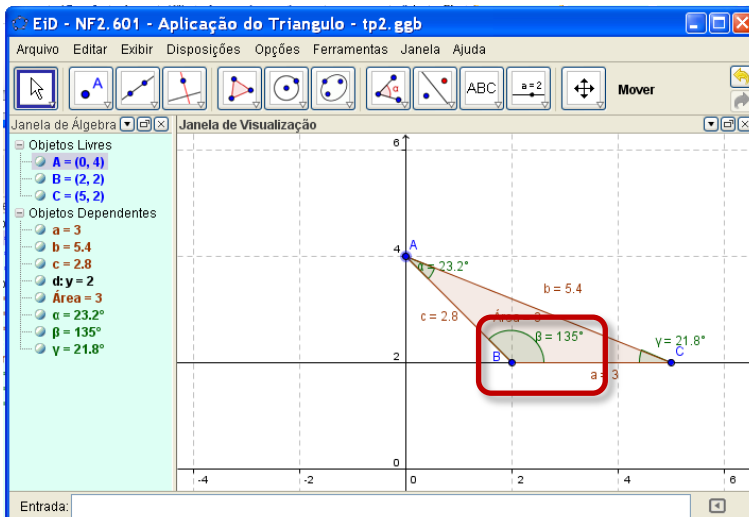 EiD - NF2.601 - Aplicação do Triangulo - tp2.ggb
Arquivo Editar Exibir Disposições Opções Ferramentas Janela Ajuda
A
α
ABC
a=2
Mover
Janela de Álgebra
Janela de Visualização
Objetos Livres
A = (0, 4)
B = (2, 2)
C = (5, 2)
Objetos Dependentes
a = 3
b = 5.4
c = 2.8
d: y = 2
Área = 3
α = 23.2°
β = 135°
γ = 21.8°
6
4
A
α = 23.2°
b = 5.4
c = 2.8
Área = 3
β = 135°
γ = 21.8°
2
B
C
a = 3
0
-4
-2
0
2
4
6
Entrada: